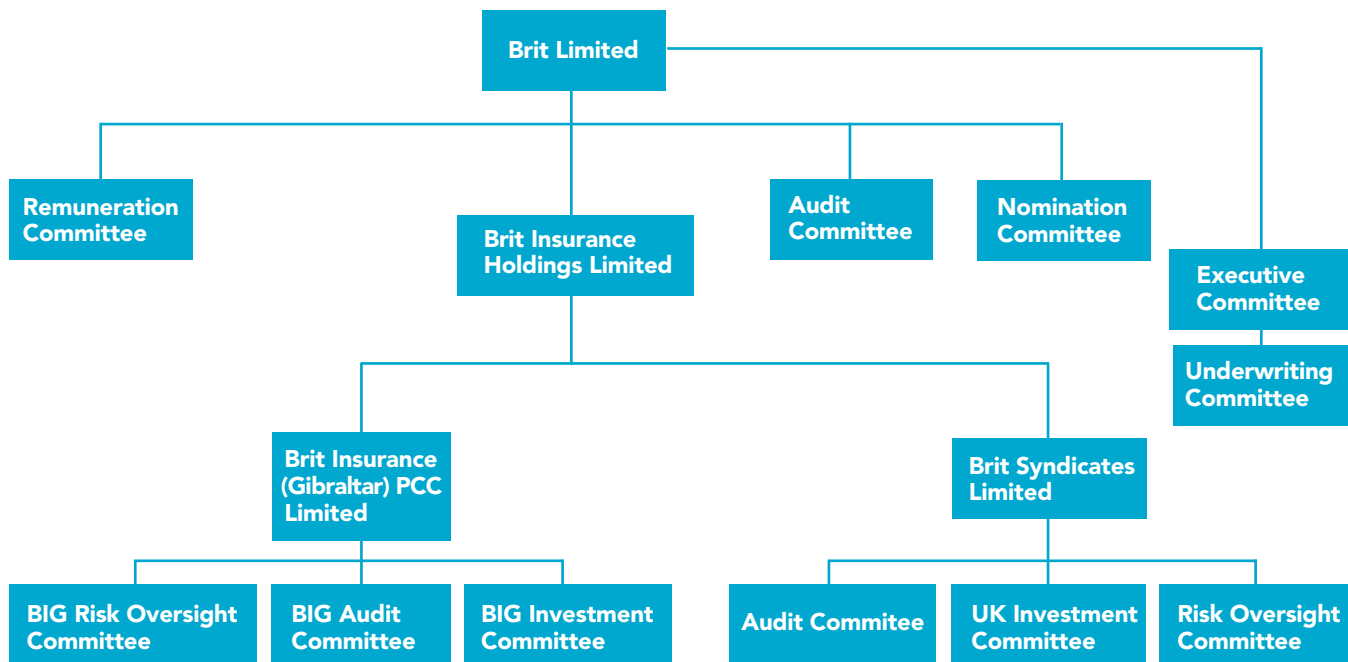 Brit Limited
Remuneration
Committee
Brit Insurance
Holdings Limited
Audit
Committee
Nomination
Committee
Executive
Committee
Underwriting
Committee
Brit Insurance
(Gibraltar) PCC
Limited
Brit Syndicates
Limited
BIG Risk Oversight
Committee
BIG Audit
Committee
BIG Investment
Committee
Audit Commitee
UK Investment
Committee
Risk Oversight
Committee